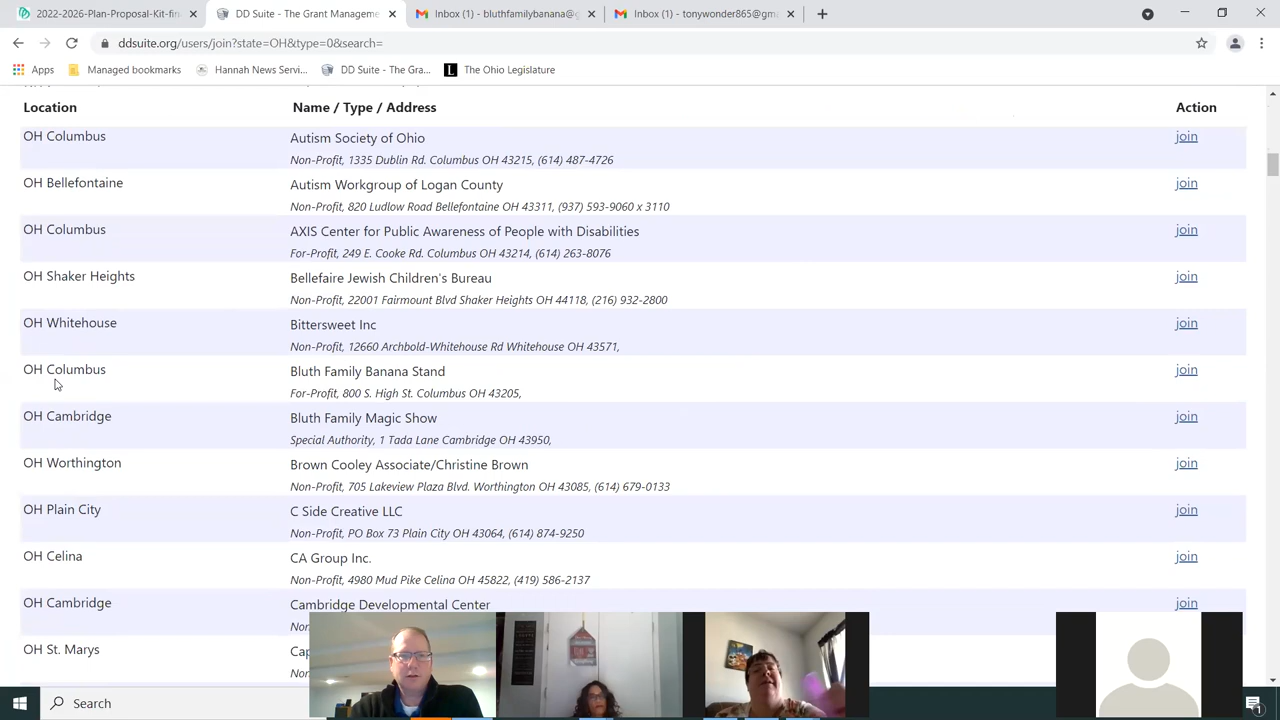 2022-2026-Plan-Proposal-Kit-fina
DD Suite - The Grant Managemen
Inbox (1) - bluthfamilybanana@g
Inbox (1) - tonywonder865@gma
ddsuite.org/users/join?state=OH&type=0&search=
Apps
Managed bookmarks
Hannah News Servi...
DD Suite - The Gra...
L The Ohio Legislature
Location Name / Type / Address Action
OH Columbus Autism Society of Ohio join
Non-Profit, 1335 Dublin Rd. Columbus OH 43215, (614) 487-4726
OH Bellefontaine Autism Workgroup of Logan County join
Non-Profit, 820 Ludlow Road Bellefontaine OH 43311, (937) 593-9060 x 3110
OH Columbus AXIS Center for Public Awareness of People with Disabilities join
For-Profit, 249 E. Cooke Rd. Columbus OH 43214, (614) 263-8076
OH Shaker Heights Bellefaire Jewish Children's Bureau join
Non-Profit, 22001 Fairmount Blvd Shaker Heights OH 44118, (216) 932-2800
OH Whitehouse Bittersweet Inc join
Non-Profit, 12660 Archbold-Whitehouse Rd Whitehouse OH 43571,
OH Columbus Bluth Family Banana Stand join
For-Profit, 800 S. High St. Columbus OH 43205,
OH Cambridge Bluth Family Magic Show join
Special Authority, 1 Tada Lane Cambridge OH 43950,
OH Worthington Brown Cooley Associate/Christine Brown join
Non-Profit, 705 Lakeview Plaza Blvd. Worthington OH 43085, (614) 679-0133
OH Plain City C Side Creative LLC join
Non-Profit, PO Box 73 Plain City OH 43064, (614) 874-9250
OH Celina CA Group Inc. join
Non-Profit, 4980 Mud Pike Celina OH 45822, (419) 586-2137
OH Cambridge Cambridge Developmental Center join
Non
OH St. Marys Cap join
Search
1